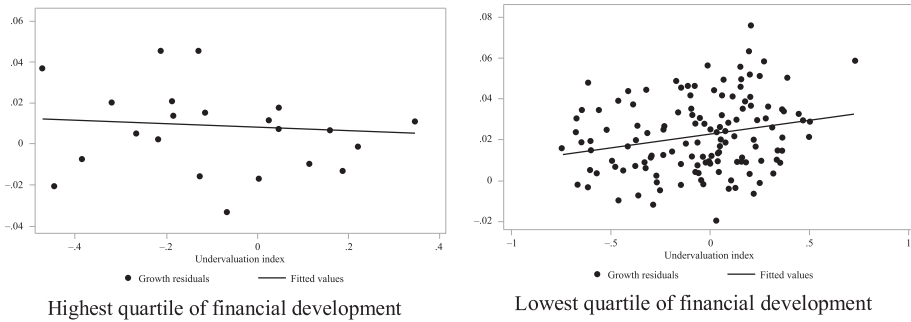 .06
.04
.02
0
–.02
–.04
–.4
–.2
0
.2
.4
Undervaluation index
Growth residuals
Fitted values
Highest quartile of financial development
.08
.06
.04
.02
0
–.02
–1
–.5
0
.5
1
Undervaluation index
Growth residuals
Fitted values
Lowest quartile of financial development